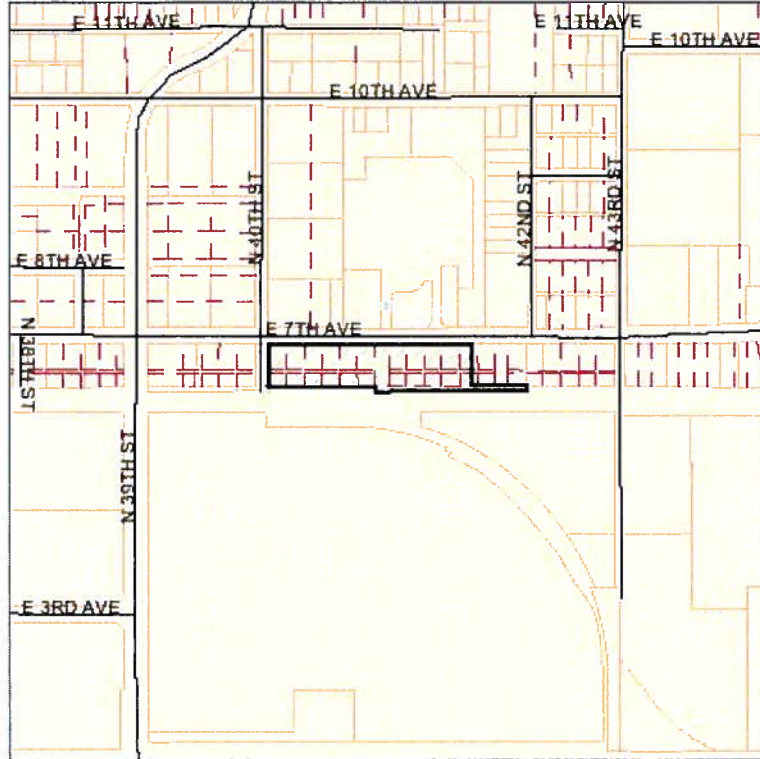 E 11TH AVE
E 11TH AVE
E 10TH AVE
E 10TH AVE
N 40TH ST
N 42ND ST
N 43RD ST
E 8TH AVE
E 7TH AVE
N 38TH ST
N 39TH ST
E 3RD AVE